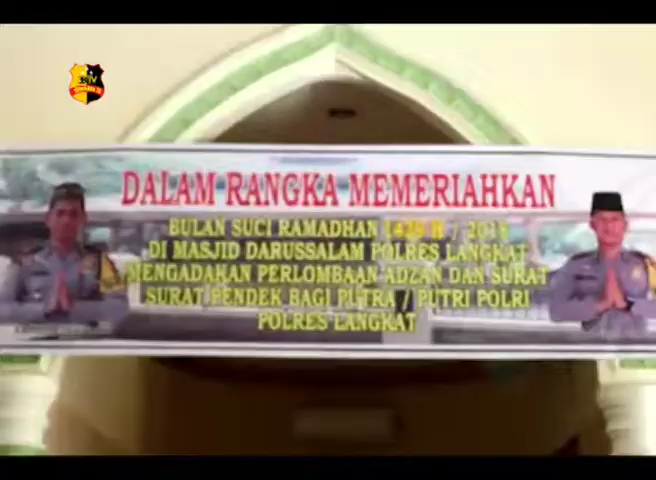 DALAM RANGKA MEMERIAHKAN
BULAN SUCI RAMADHAN H / 2018
DI MASJID DARUSSALAM POLRES LANGKAT
MENGADAKAN PERLOMBAAN ADZAN DAN SURAT
SURAT PENDEK BAGI PUTRA / PUTRI POLRI
POLRES LANGKAT